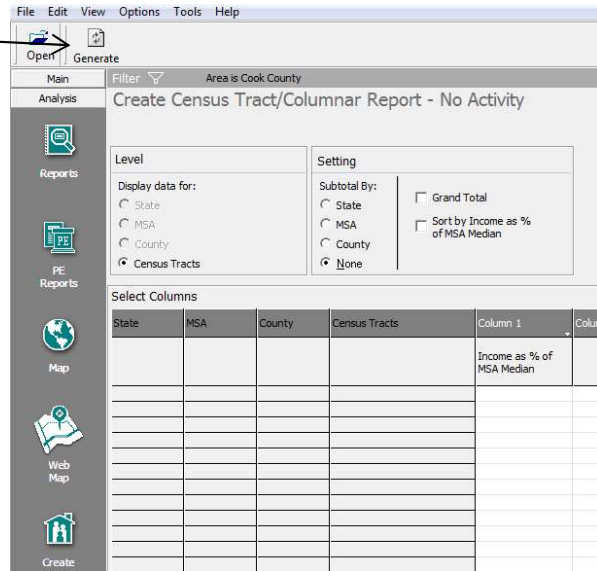 File Edit View Options Tools Help
Open Generate
Main
Analysis
Reports
PE
PE
Reports
Map
Web
Map
Create
Filter Area is Cook County
Create Census Tract/Columnar Report - No Activity
Level
Display data for:
State
MSA
County
Census Tracts
Setting
Subtotal By:
State
MSA
County
None
Grand Total
Sort by Income as %
of MSA Median
Select Columns
State MSA County Census Tracts Column 1
Income as % of
MSA Median